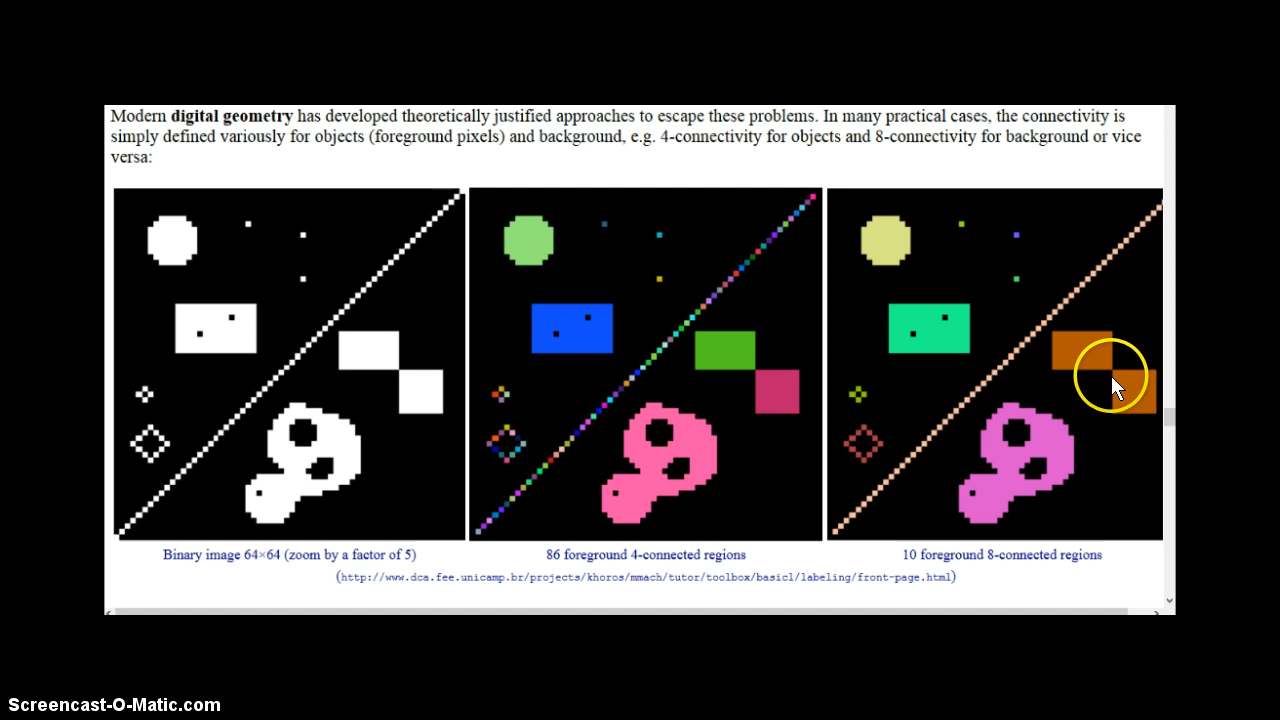 Modern digital geometry has developed theoretically justified approaches to escape these problems. In many practical cases, the connectivity is
simply defined variously for objects (foreground pixels) and background, e.g. 4-connectivity for objects and 8-connectivity for background or vice
versa:
Binary image 64×64 (zoom by a factor of 5)
86 foreground 4-connected regions
10 foreground 8-connected regions
(http://www.dca.fee.unicamp.br/projects/khoros/mmach/tutor/toolbox/basicl/labeling/front-page.html)
Screencast-O-Matic.com